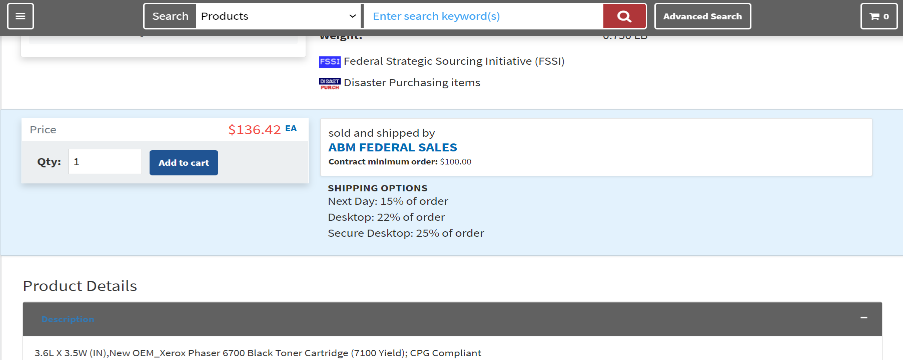 Search Products Enter search keyword(s) Advanced Search 0
Weight:
FSSI Federal Strategic Sourcing Initiative (FSSI)
DISAST PURCH Disaster Purchasing items
Price $136.42 EA
Qty: 1 Add to cart
sold and shipped by
ABM FEDERAL SALES
Contract minimum order: $100.00
SHIPPING OPTIONS
Next Day: 15% of order
Desktop: 22% of order
Secure Desktop: 25% of order
Product Details
Description
3.6L X 3.5W (IN),New OEM_Xerox Phaser 6700 Black Toner Cartridge (7100 Yield); CPG Compliant